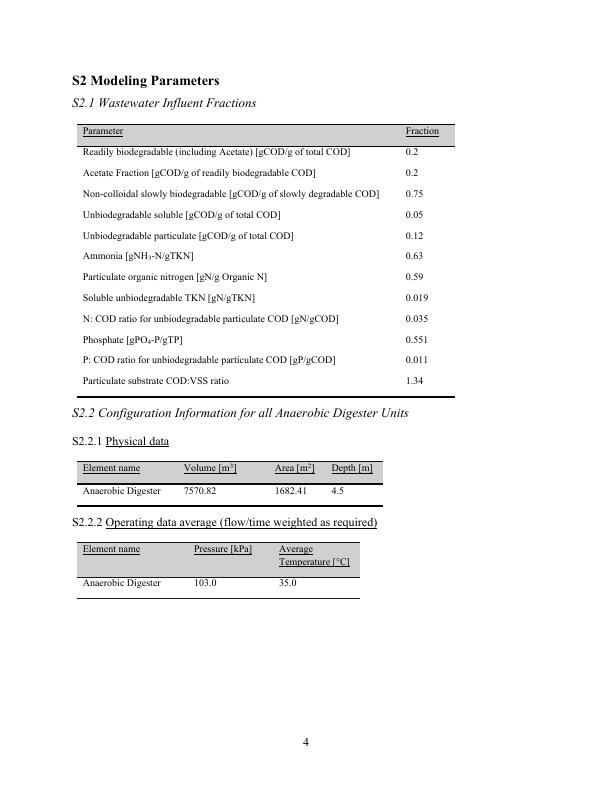 S2 Modeling Parameters
S2.1 Wastewater Influent Fractions
Parameter Fraction
Readily biodegradable (including Acetate) [gCOD/g of total COD] 0.2
Acetate Fraction [gCOD/g of readily biodegradable COD] 0.2
Non-colloidal slowly biodegradable [gCOD/g of slowly degradable COD] 0.75
Unbiodegradable soluble [gCOD/g of total COD] 0.05
Unbiodegradable particulate [gCOD/g of total COD] 0.12
Ammonia [gNH₃-N/gTKN] 0.63
Particulate organic nitrogen [gN/g Organic N] 0.59
Soluble unbiodegradable TKN [gN/gTKN] 0.019
N: COD ratio for unbiodegradable particulate COD [gN/gCOD] 0.035
Phosphate [gPO₄-P/gTP] 0.551
P: COD ratio for unbiodegradable particulate COD [gP/gCOD] 0.011
Particulate substrate COD:VSS ratio 1.34
S2.2 Configuration Information for all Anaerobic Digester Units
S2.2.1 Physical data
Element name Volume [m³] Area [m²] Depth [m]
Anaerobic Digester 7570.82 1682.41 4.5
S2.2.2 Operating data average (flow/time weighted as required)
Element name Pressure [kPa] Average
Temperature [°C]
Anaerobic Digester 103.0 35.0
4